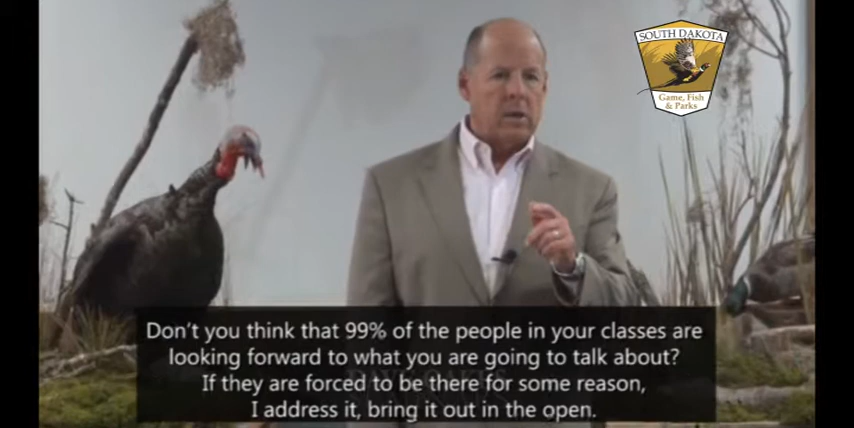 SOUTH DAKOTA
Game, Fish
& Parks
Don't you think that 99% of the people in your classes are
looking forward to what you are going to talk about?
If they are forced to be there for some reason,
I address it, bring it out in the open.